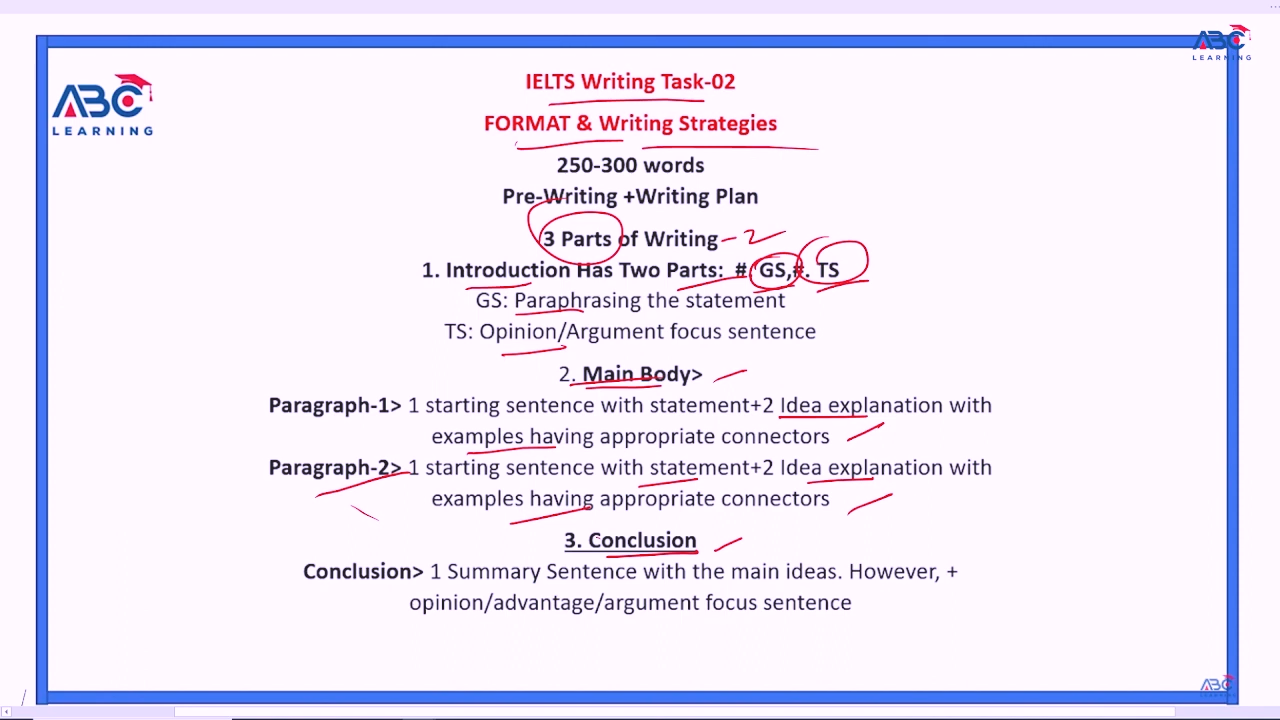 ABC
LEARNING
ABC
LEARNING
IELTS Writing Task-02
FORMAT & Writing Strategies
250-300 words
Pre-Writing +Writing Plan
3 Parts of Writing
1. Introduction Has Two Parts: # GS,#. TS
GS: Paraphrasing the statement
TS: Opinion/Argument focus sentence
2. Main Body>
Paragraph-1> 1 starting sentence with statement+2 Idea explanation with
examples having appropriate connectors
Paragraph-2> 1 starting sentence with statement+2 Idea explanation with
examples having appropriate connectors
3. Conclusion
Conclusion> 1 Summary Sentence with the main ideas. However, +
opinion/advantage/argument focus sentence
ABC
LEARNING